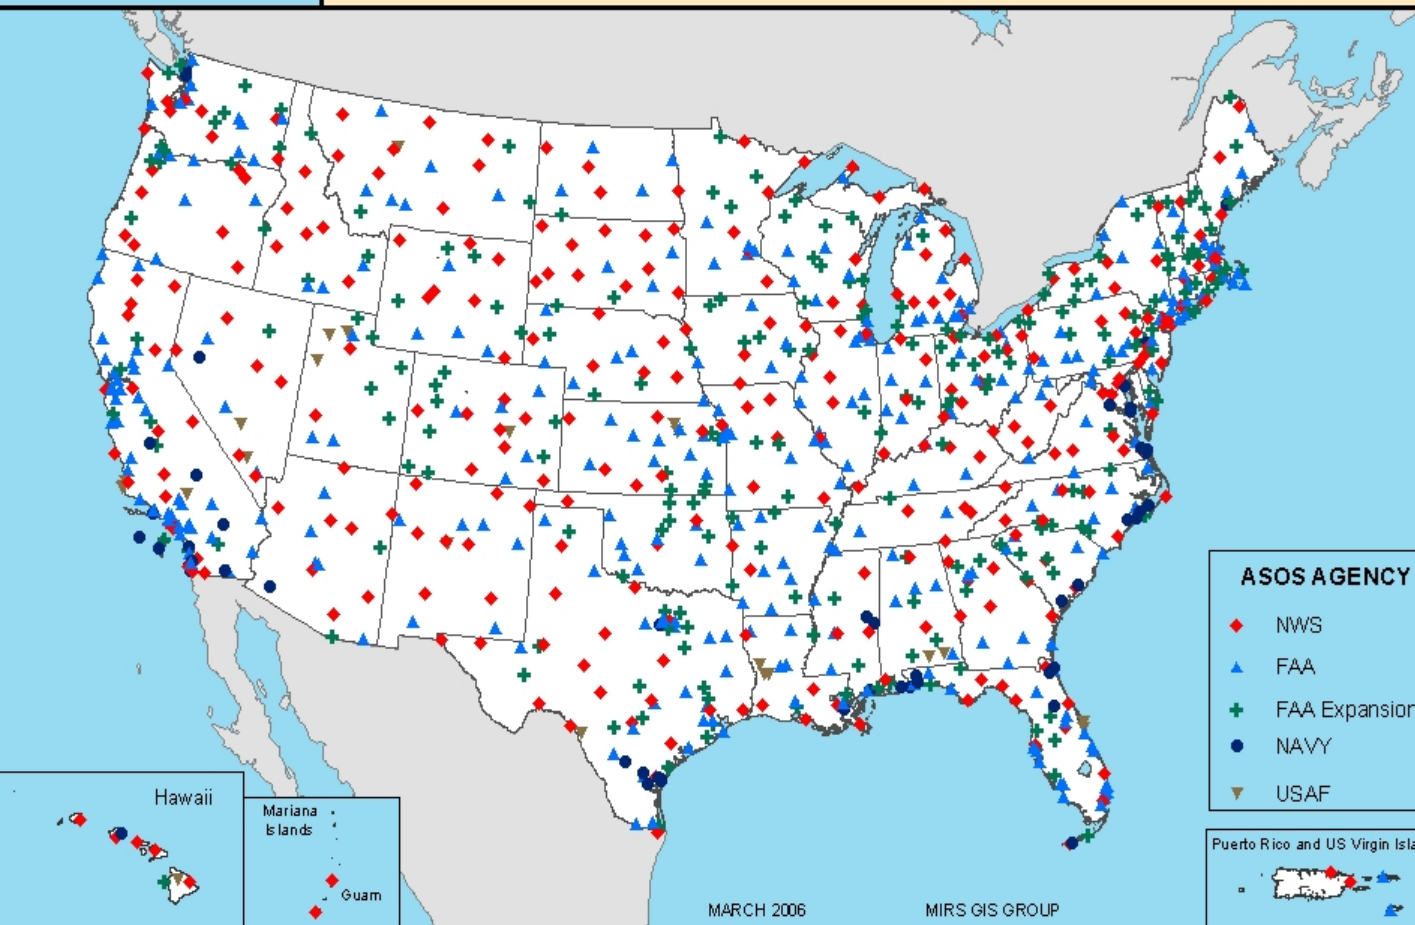 ASOS AGENCY
NWS
FAA
FAA Expansion
NAVY
USAF
Hawaii
Mariana
Islands
Guam
Puerto Rico and US Virgin Isla
MARCH 2006
MIRS GIS GROUP